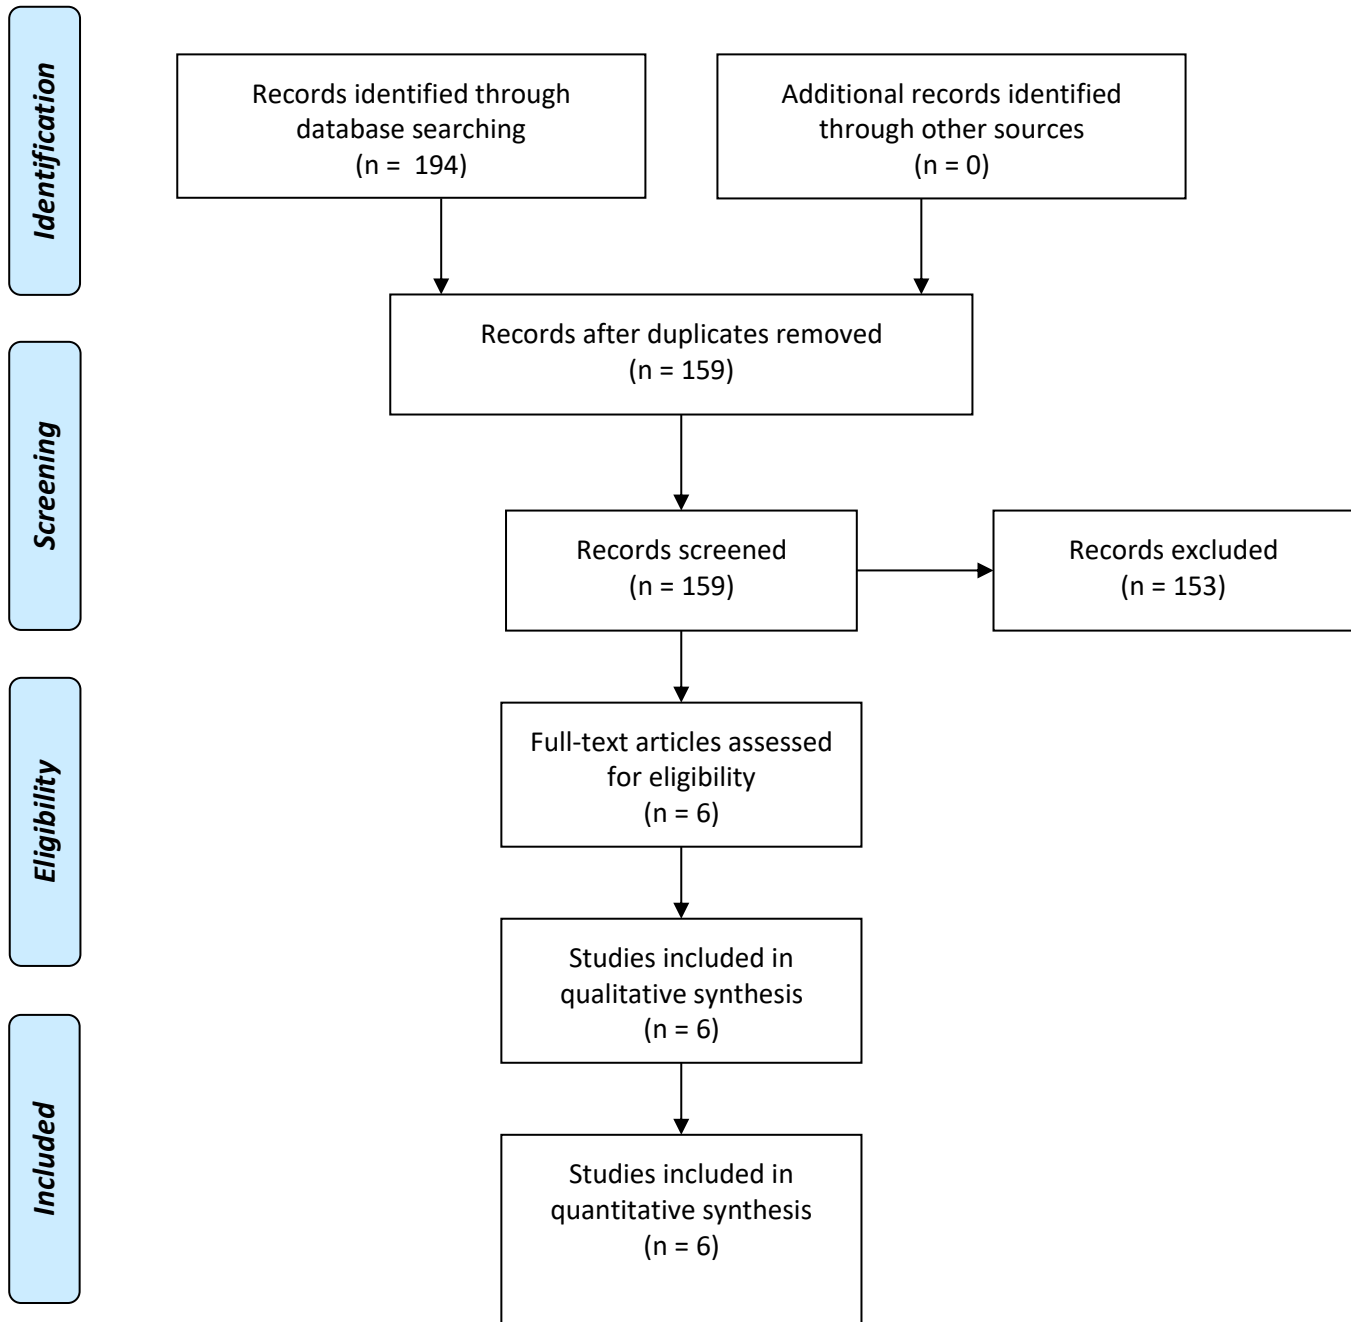 Identification
Records identified through
database searching
(n =  194)
Additional records identified
through other sources
(n = 0)
Records after duplicates removed
(n = 159)
Screening
Records screened
(n = 159)
Records excluded
(n = 153)
Eligibility
Full-text articles assessed
for eligibility
(n = 6)
Studies included in
qualitative synthesis
(n = 6)
Included
Studies included in
quantitative synthesis
(n = 6)